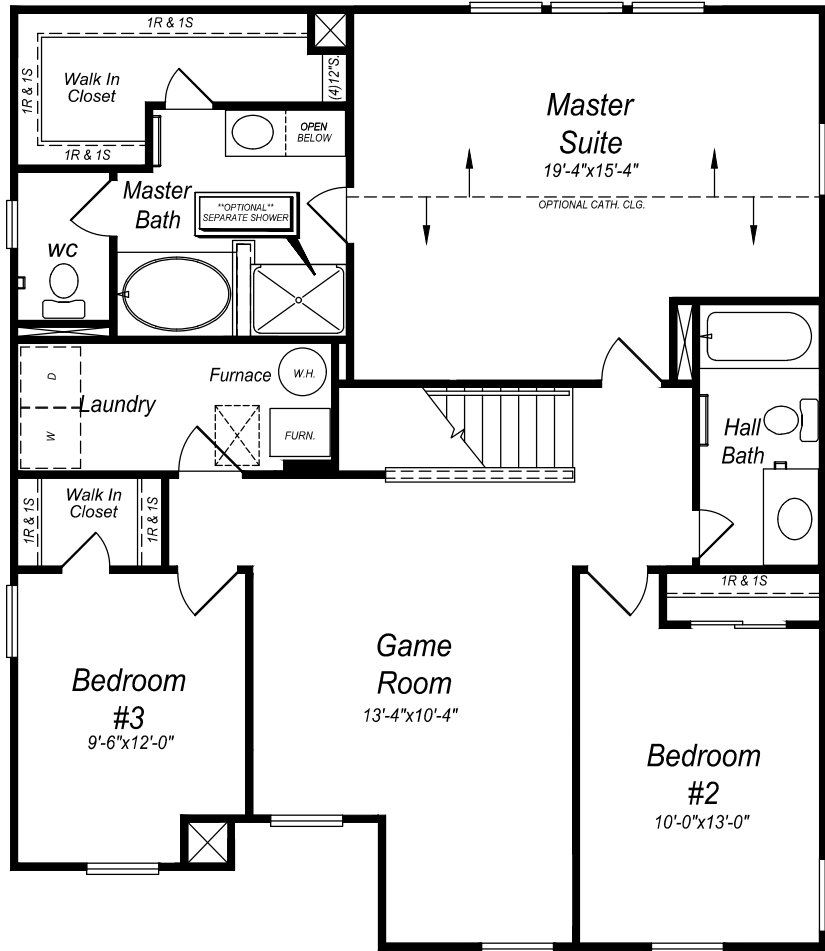 1R & 1S
1R & 1S
Walk In
Closet
(4)12"S.
1R & 1S
OPEN
BELOW
Master
Suite
19'-4"x15'-4"
OPTIONAL CATH. CLG.
Master
Bath
**OPTIONAL**
SEPARATE SHOWER
WC
D
W
Laundry
Furnace
W.H.
FURN.
Hall
Bath
1R & 1S
Walk In
Closet
1R & 1S
1R & 1S
Game
Room
13'-4"x10'-4"
Bedroom
#3
9'-6"x12'-0"
Bedroom
#2
10'-0"x13'-0"